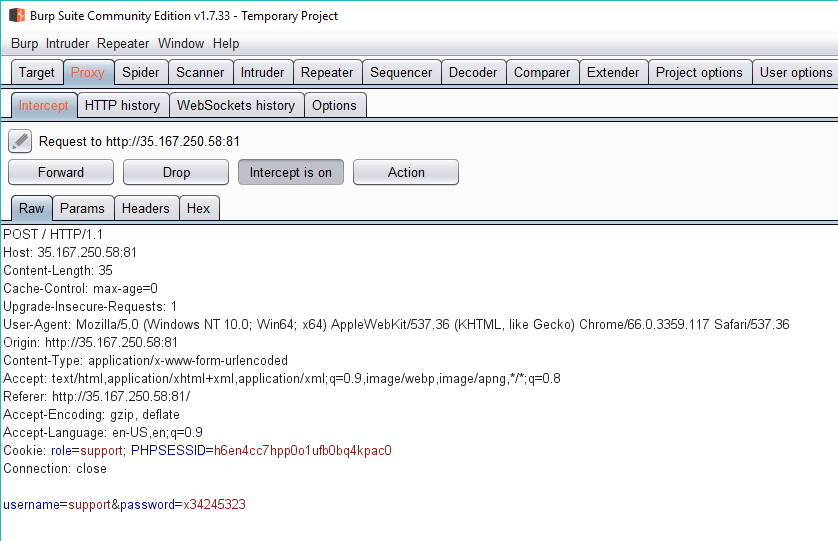 Burp Suite Community Edition v1.7.33 - Temporary Project
Burp Intruder Repeater Window Help
Target Proxy Spider Scanner Intruder Repeater Sequencer Decoder Comparer Extender Project options User options
Intercept HTTP history WebSockets history Options
Request to http://35.167.250.58:81
Forward Drop Intercept is on Action
Raw Params Headers Hex
POST / HTTP/1.1
Host: 35.167.250.58:81
Content-Length: 35
Cache-Control: max-age=0
Upgrade-Insecure-Requests: 1
User-Agent: Mozilla/5.0 (Windows NT 10.0; Win64; x64) AppleWebKit/537.36 (KHTML, like Gecko) Chrome/66.0.3359.117 Safari/537.36
Origin: http://35.167.250.58:81
Content-Type: application/x-www-form-urlencoded
Accept: text/html,application/xhtml+xml,application/xml;q=0.9,image/webp,image/apng,*/*;q=0.8
Referer: http://35.167.250.58:81/
Accept-Encoding: gzip, deflate
Accept-Language: en-US,en;q=0.9
Cookie: role=support; PHPSESSID=h6en4cc7hpp0o1ufb0bq4kpac0
Connection: close
username=support&password=x34245323